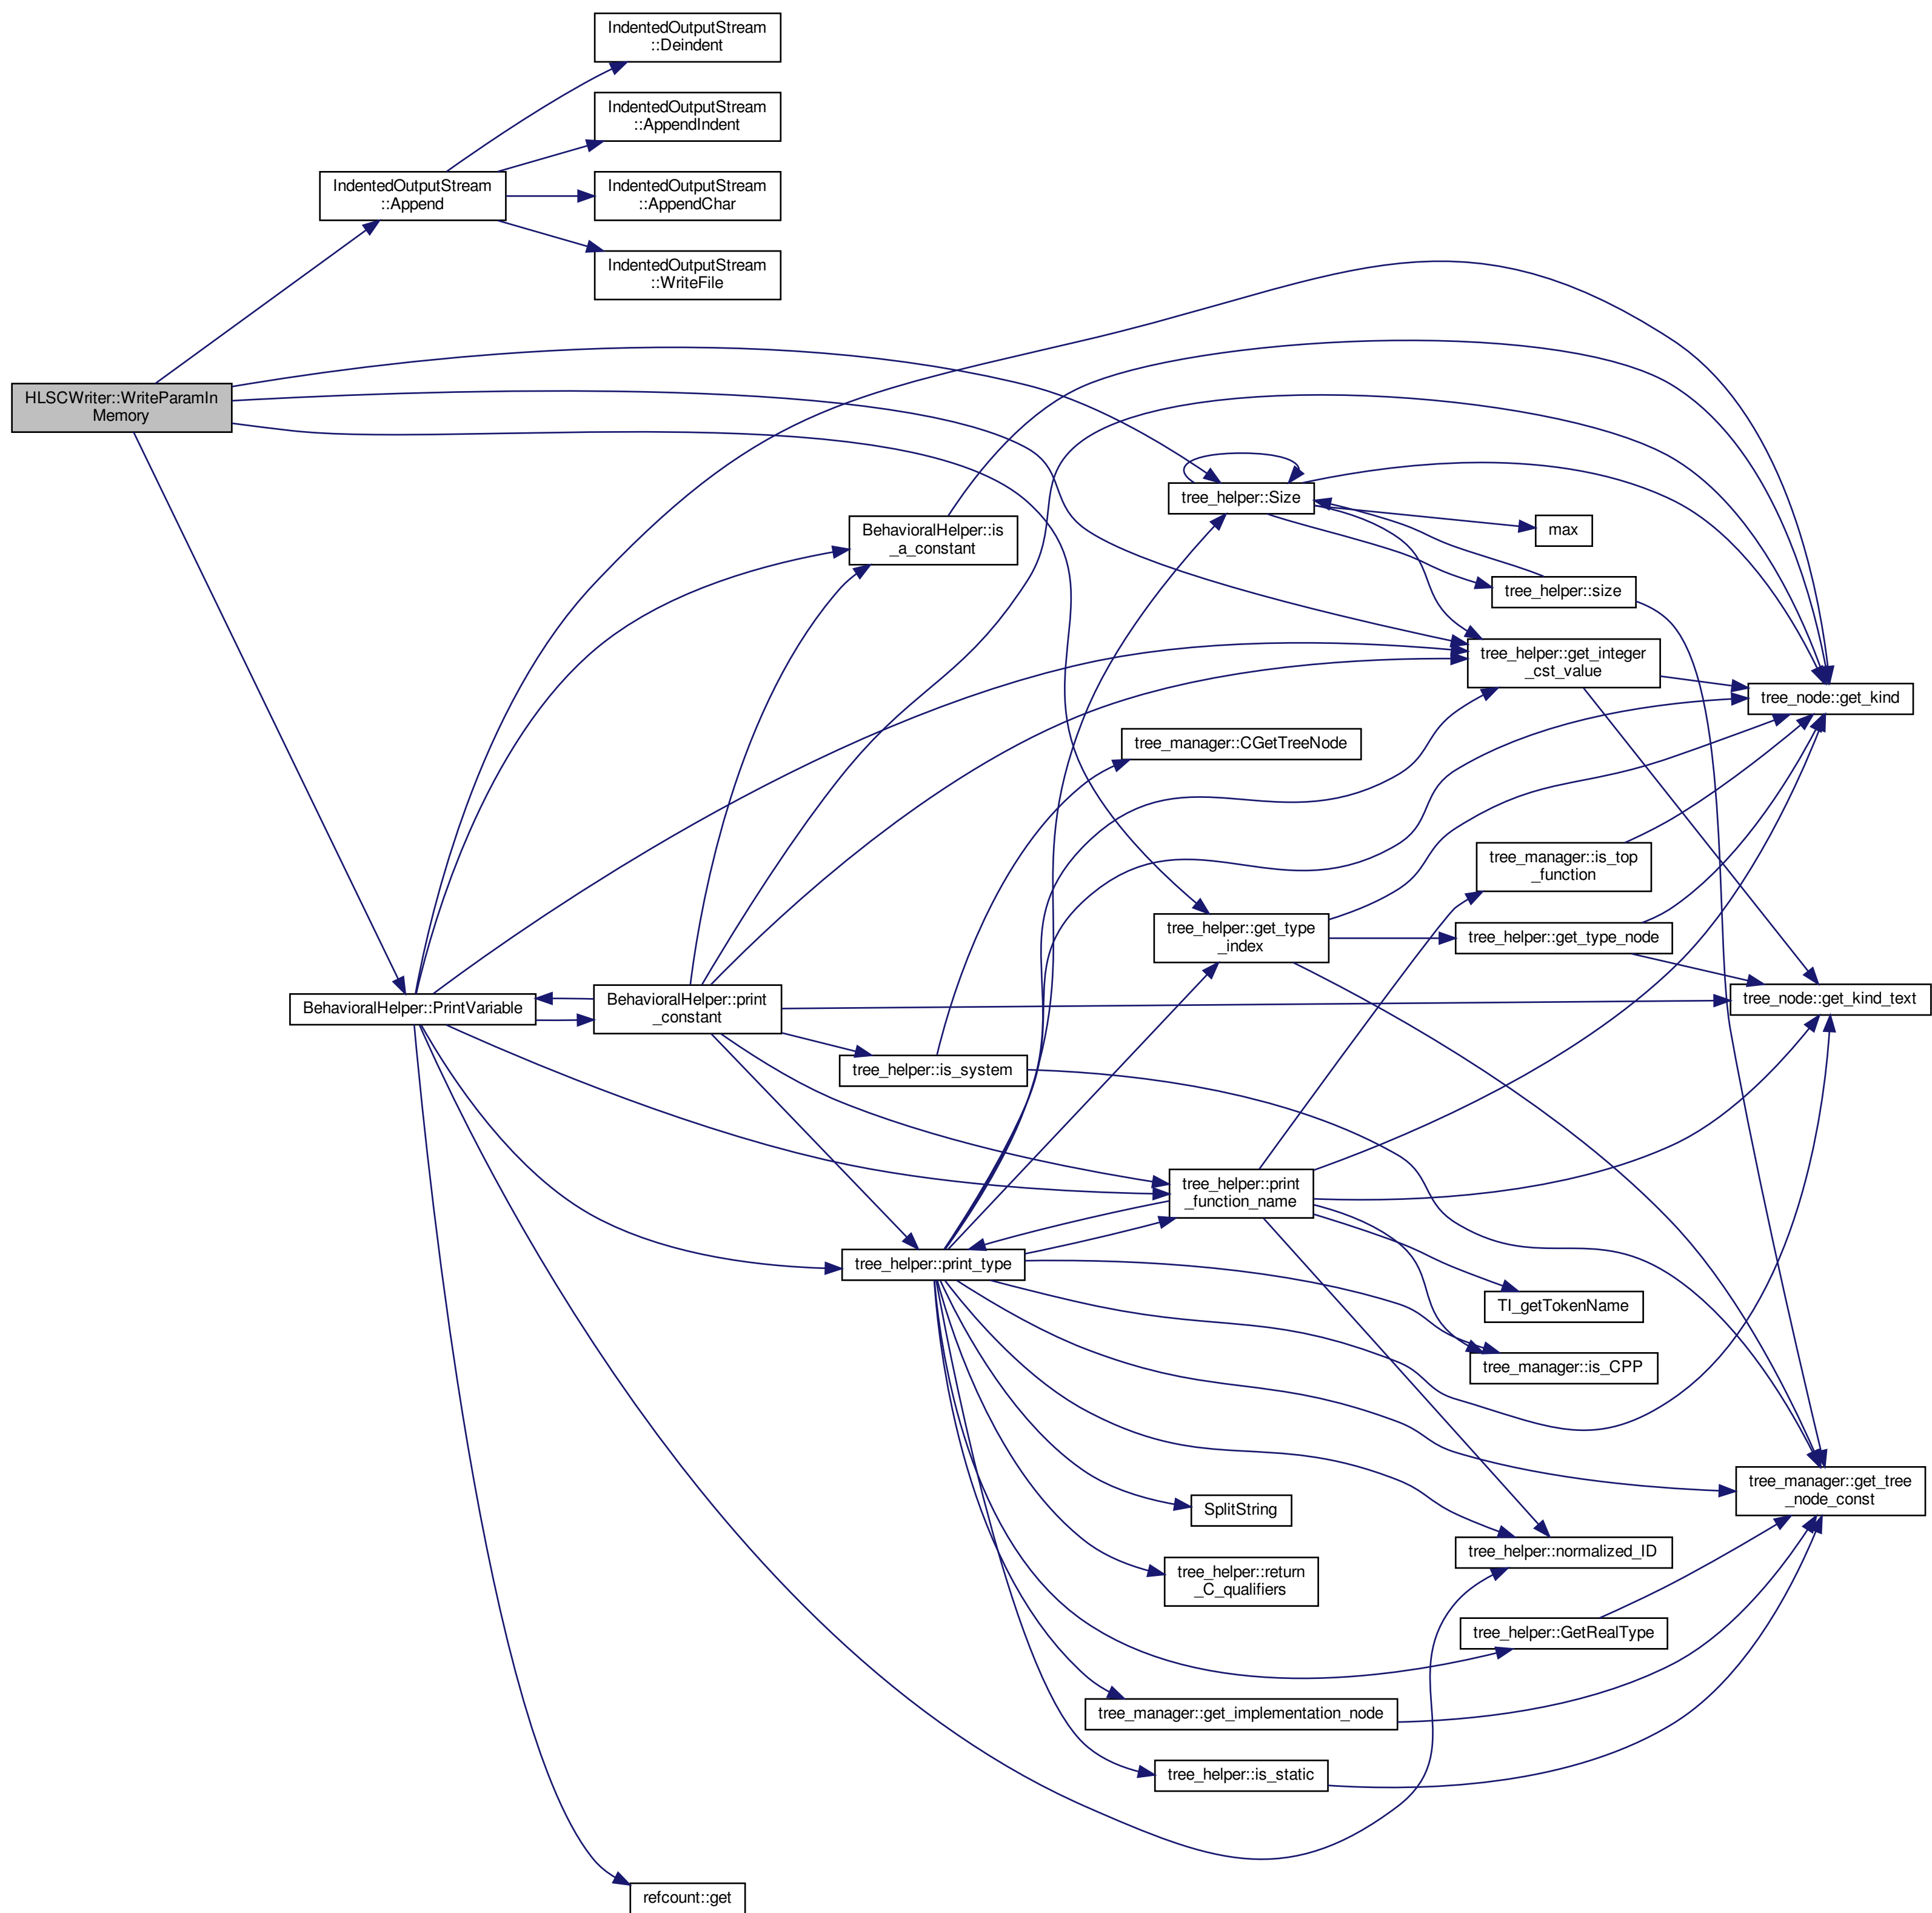 IndentedOutputStream
::Deindent
IndentedOutputStream
::AppendIndent
IndentedOutputStream
::Append
IndentedOutputStream
::AppendChar
IndentedOutputStream
::WriteFile
HLSCWriter::WriteParamIn
Memory
tree_helper::Size
BehavioralHelper::is
_a_constant
max
tree_helper::size
tree_helper::get_integer
_cst_value
tree_node::get_kind
tree_manager::CGetTreeNode
tree_manager::is_top
_function
tree_helper::get_type
_index
tree_helper::get_type_node
BehavioralHelper::PrintVariable
BehavioralHelper::print
_constant
tree_node::get_kind_text
tree_helper::is_system
tree_helper::print
_function_name
tree_helper::print_type
TI_getTokenName
tree_manager::is_CPP
tree_manager::get_tree
_node_const
SplitString
tree_helper::normalized_ID
tree_helper::return
_C_qualifiers
tree_helper::GetRealType
tree_manager::get_implementation_node
tree_helper::is_static
refcount::get